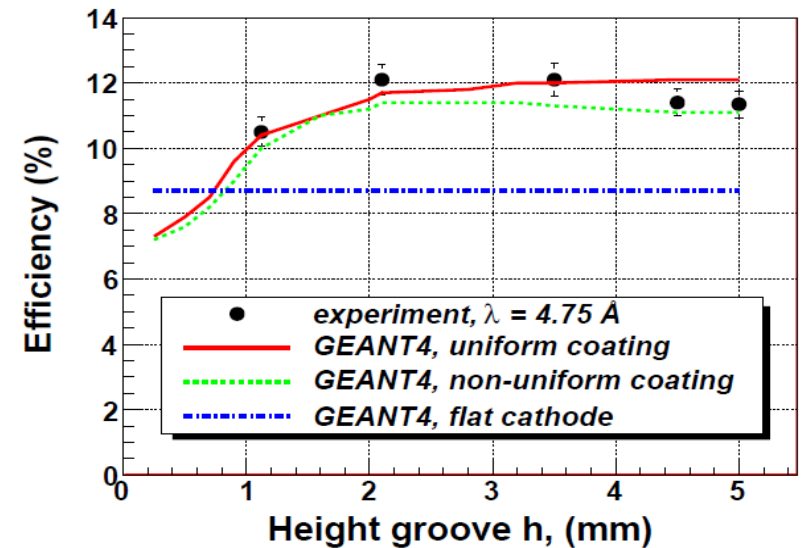 14
12
10
8
6
4
2
0
Efficiency (%)
experiment, λ = 4.75 Å
GEANT4, uniform coating
GEANT4, non-uniform coating
GEANT4, flat cathode
0 1 2 3 4 5
Height groove h, (mm)